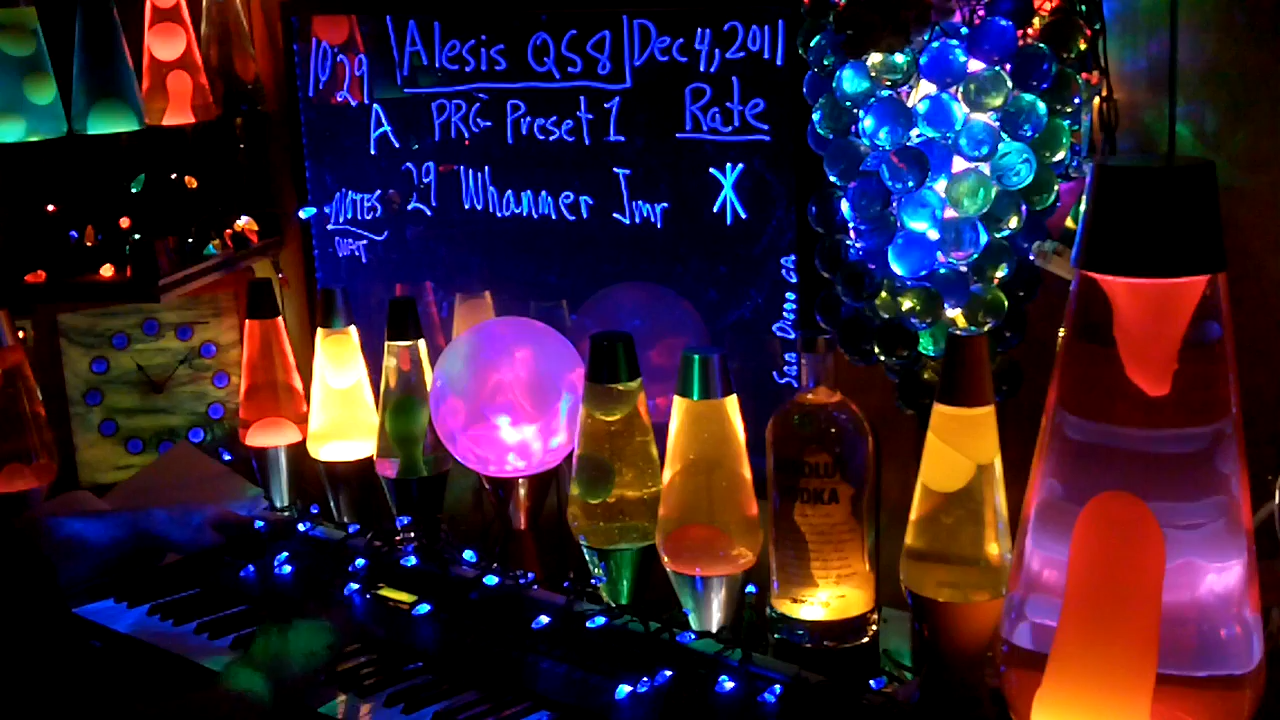 10:29 Alesis QS8 Dec 4, 2011
A PRG Preset 1 Rate
29 Whammer Jmr *
NOTES
WAT
San Diego CA
VODKA